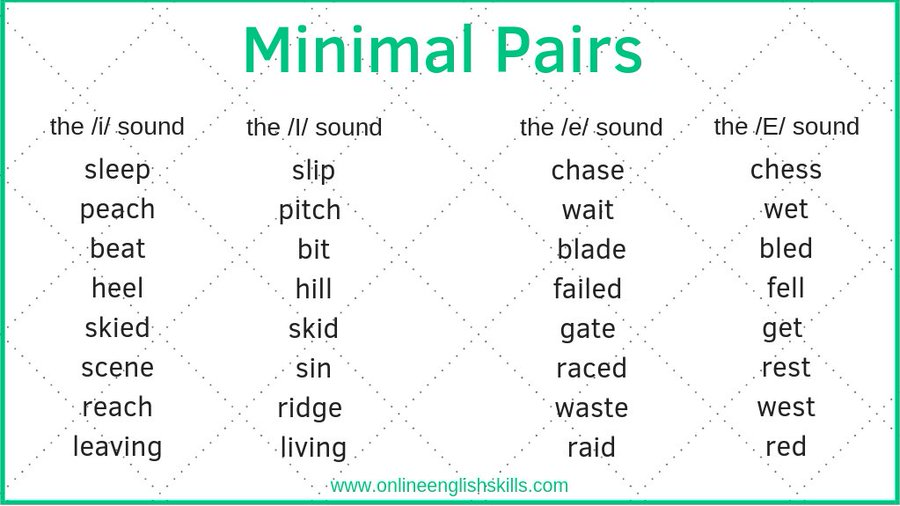 Minimal Pairs
the /i/ sound the /I/ sound the /e/ sound the /E/ sound
sleep slip chase chess
peach pitch wait wet
beat bit blade bled
heel hill failed fell
skied skid gate get
scene sin raced rest
reach ridge waste west
leaving living raid red
www.onlineenglishskills.com